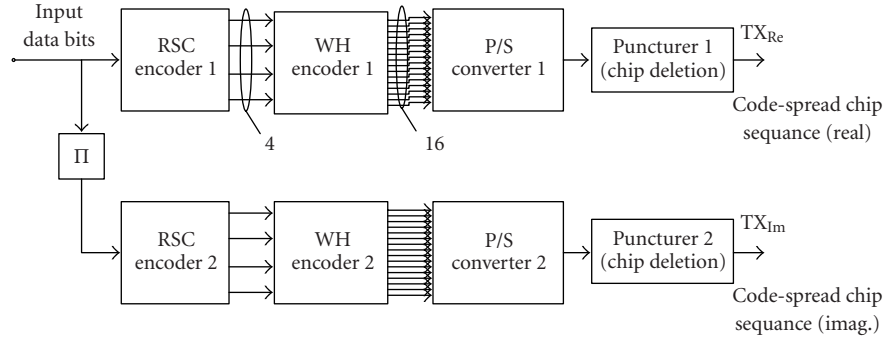 Input
data bits
RSC
encoder 1
WH
encoder 1
P/S
converter 1
Puncturer 1
(chip deletion)
TXRe
Code-spread chip
sequance (real)
4
16
Π
RSC
encoder 2
WH
encoder 2
P/S
converter 2
Puncturer 2
(chip deletion)
TXIm
Code-spread chip
sequance (imag.)